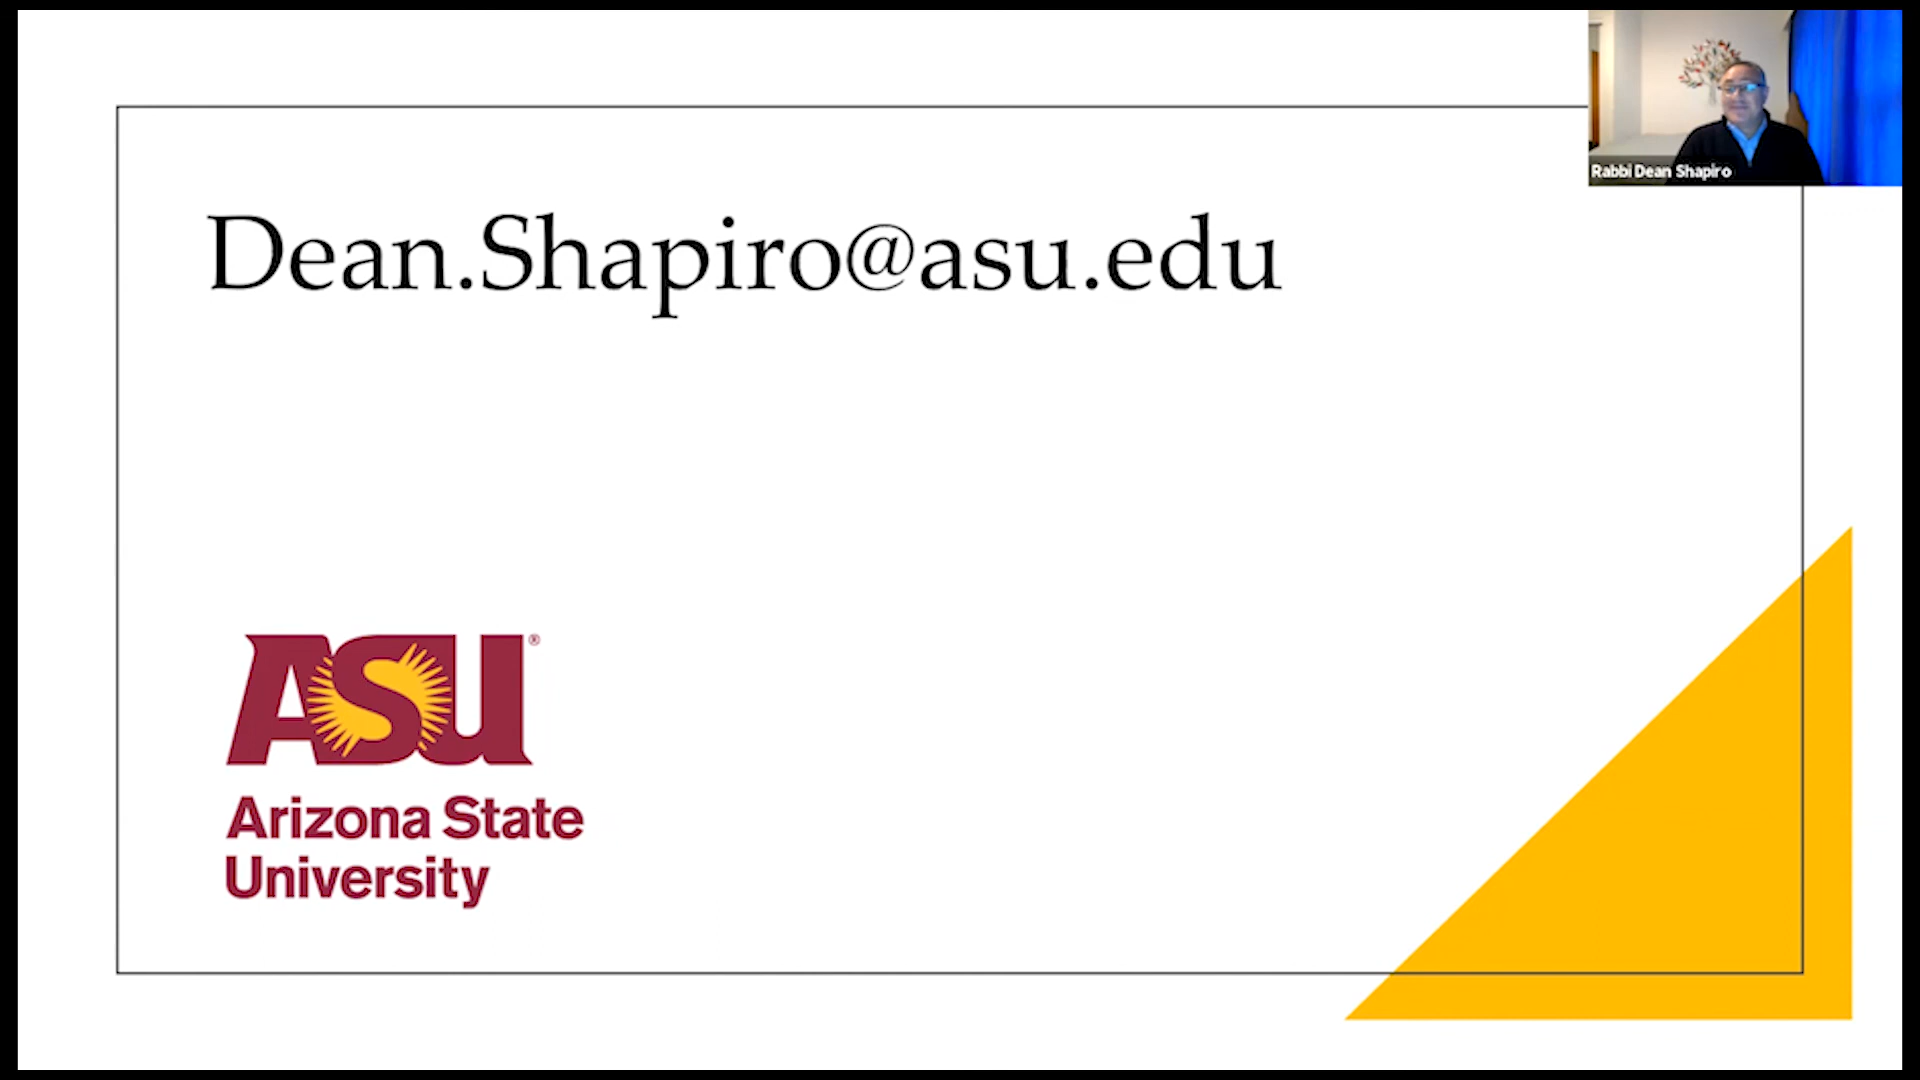 Rabbi Dean Shapiro
Dean.Shapiro@asu.edu
ASU®
Arizona State
University